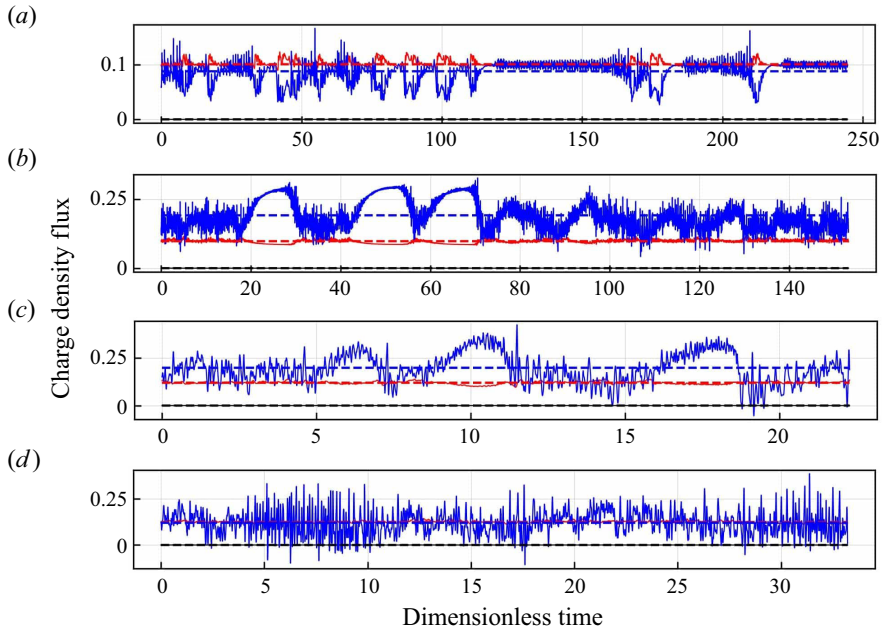 (a)
0.1
0
0 50 100 150 200 250
(b)
0.25
0
0 20 40 60 80 100 120 140
(c)
0.25
0
0 5 10 15 20
(d)
0.25
0
0 5 10 15 20 25 30
Charge density flux
Dimensionless time